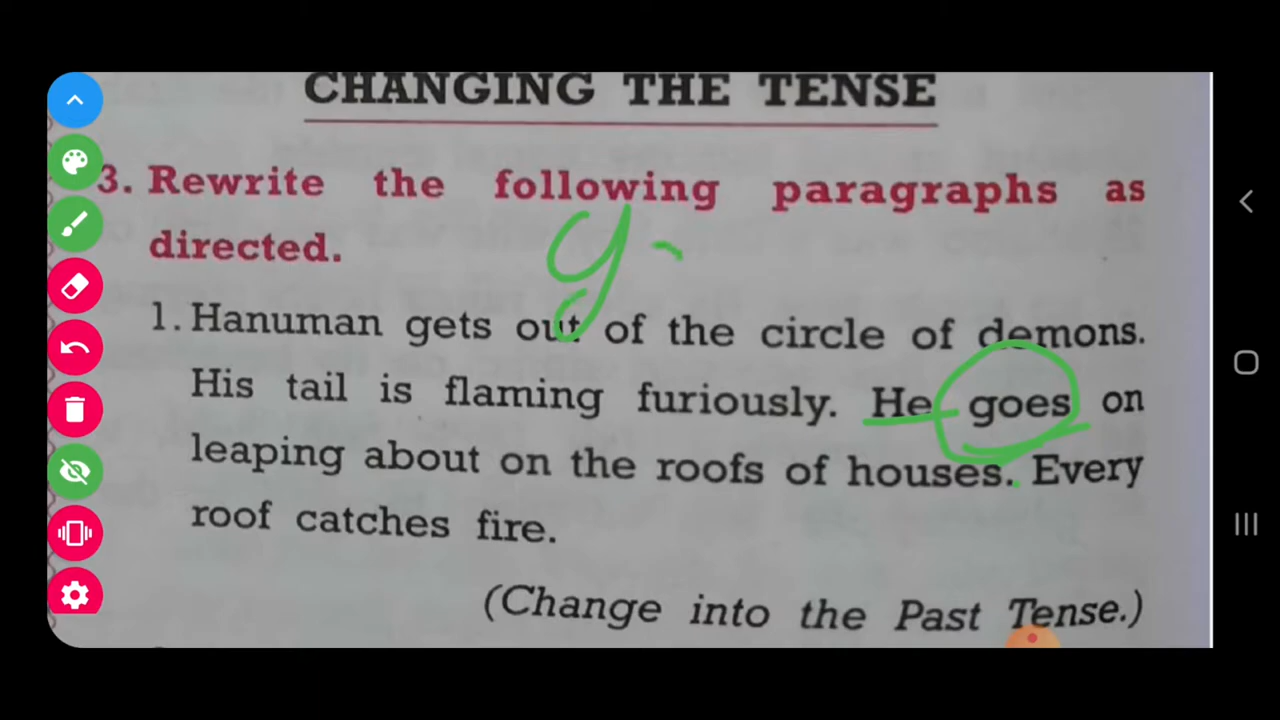 CHANGING THE TENSE
3. Rewrite the following paragraphs as
directed.
1. Hanuman gets out of the circle of demons.
His tail is flaming furiously. He goes on
leaping about on the roofs of houses. Every
roof catches fire.
(Change into the Past Tense.)